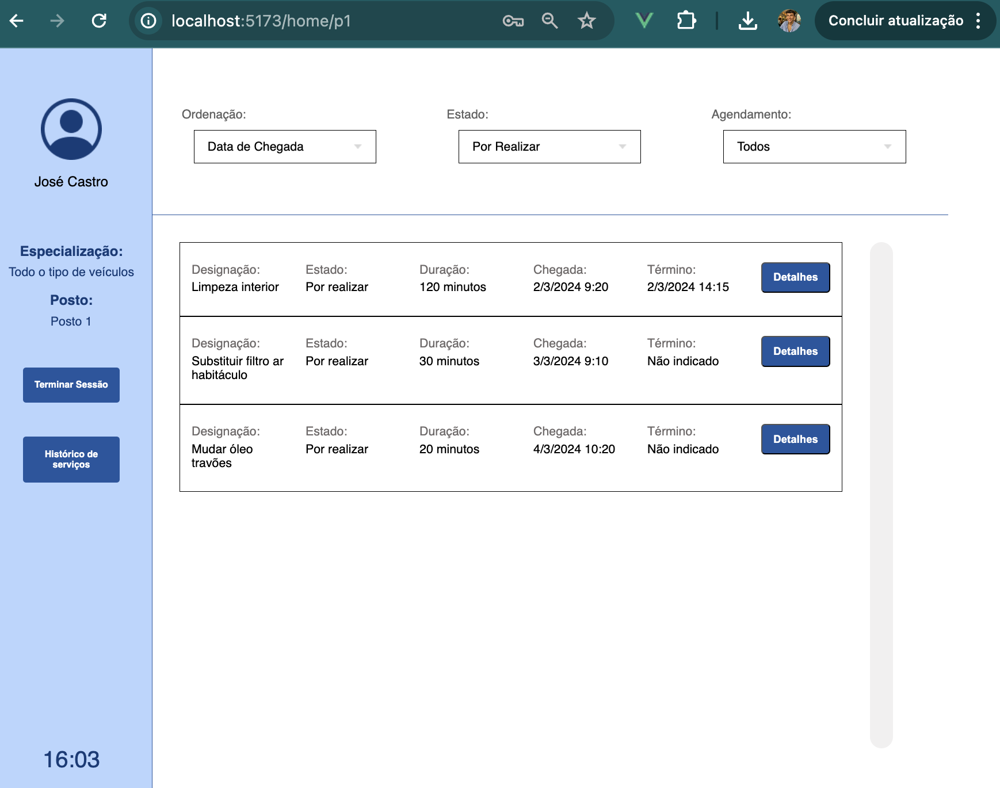 localhost:5173/home/p1
Concluir atualização
José Castro
Especialização:
Todo o tipo de veículos
Posto:
Posto 1
Terminar Sessão
Histórico de
serviços
16:03
Ordenação: Estado: Agendamento:
Data de Chegada Por Realizar Todos
Designação: Estado: Duração: Chegada: Término:
Limpeza interior Por realizar 120 minutos 2/3/2024 9:20 2/3/2024 14:15 Detalhes
Designação: Estado: Duração: Chegada: Término:
Substituir filtro ar Por realizar 30 minutos 3/3/2024 9:10 Não indicado Detalhes
habitáculo
Designação: Estado: Duração: Chegada: Término:
Mudar óleo Por realizar 20 minutos 4/3/2024 10:20 Não indicado Detalhes
travões